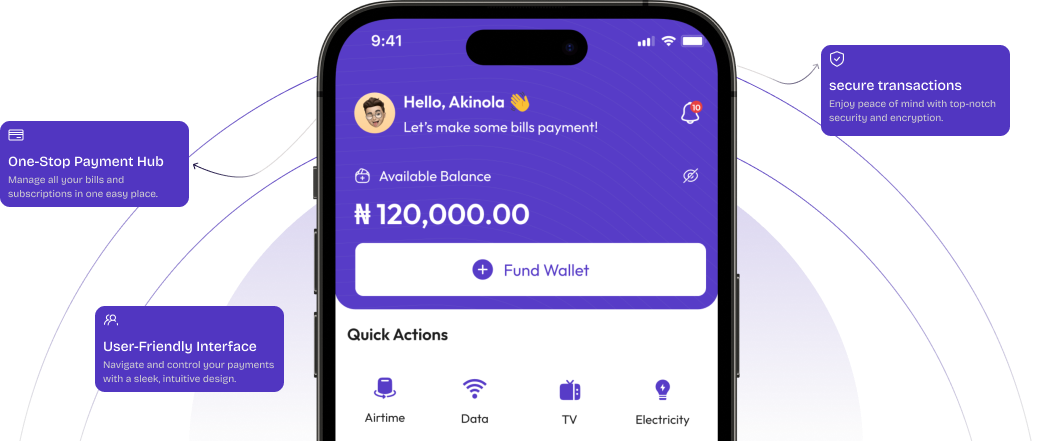 9:41
Hello, Akinola 👋
Let's make some bills payment!
10
Available Balance
₦ 120,000.00
Fund Wallet
Quick Actions
Airtime
Data
TV
Electricity
One-Stop Payment Hub
Manage all your bills and
subscriptions in one easy place.
User-Friendly Interface
Navigate and control your payments
with a sleek, intuitive design.
secure transactions
Enjoy peace of mind with top-notch
security and encryption.